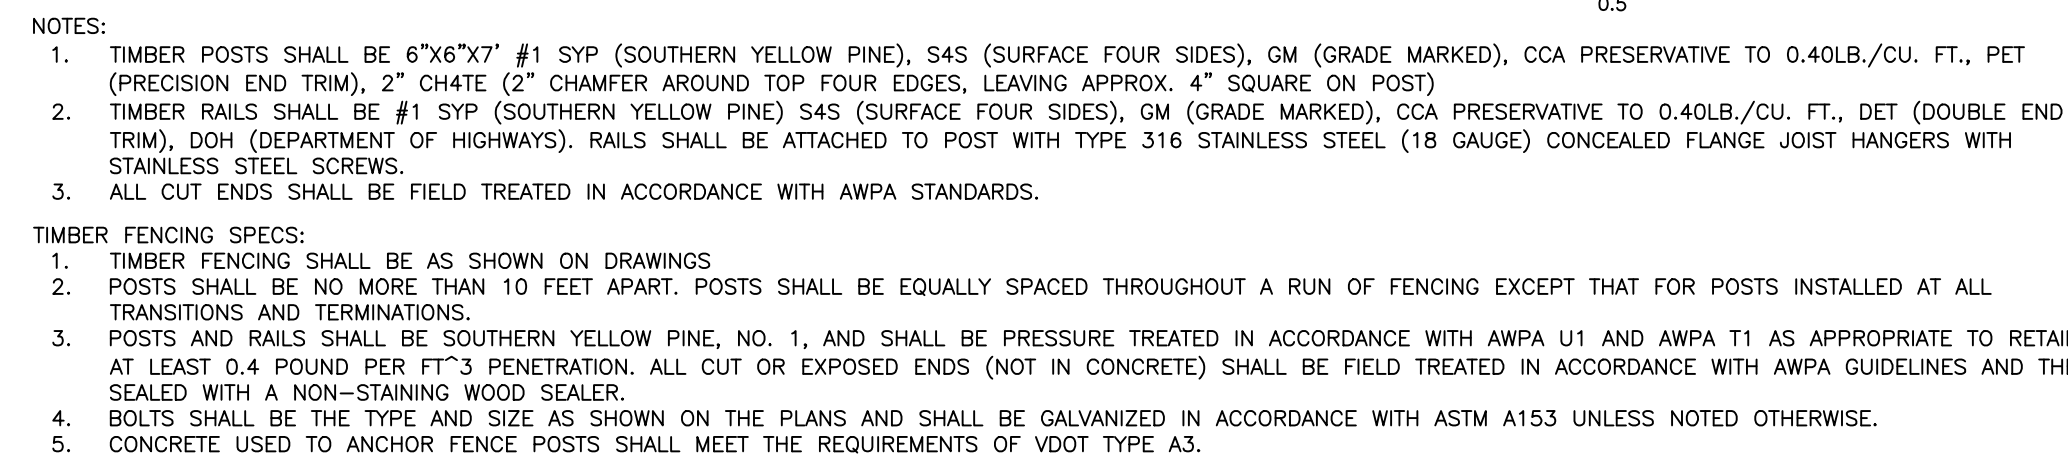 0.5
NOTES:
1. TIMBER POSTS SHALL BE 6"X6"X7' #1 SYP (SOUTHERN YELLOW PINE), S4S (SURFACE FOUR SIDES), GM (GRADE MARKED), CCA PRESERVATIVE TO 0.40LB./CU. FT., PET
(PRECISION END TRIM), 2" CH4TE (2" CHAMFER AROUND TOP FOUR EDGES, LEAVING APPROX. 4" SQUARE ON POST)
2. TIMBER RAILS SHALL BE #1 SYP (SOUTHERN YELLOW PINE) S4S (SURFACE FOUR SIDES), GM (GRADE MARKED), CCA PRESERVATIVE TO 0.40LB./CU. FT., DET (DOUBLE END
TRIM), DOH (DEPARTMENT OF HIGHWAYS). RAILS SHALL BE ATTACHED TO POST WITH TYPE 316 STAINLESS STEEL (18 GAUGE) CONCEALED FLANGE JOIST HANGERS WITH
STAINLESS STEEL SCREWS.
3. ALL CUT ENDS SHALL BE FIELD TREATED IN ACCORDANCE WITH AWPA STANDARDS.
TIMBER FENCING SPECS:
1. TIMBER FENCING SHALL BE AS SHOWN ON DRAWINGS
2. POSTS SHALL BE NO MORE THAN 10 FEET APART. POSTS SHALL BE EQUALLY SPACED THROUGHOUT A RUN OF FENCING EXCEPT THAT FOR POSTS INSTALLED AT ALL
TRANSITIONS AND TERMINATIONS.
3. POSTS AND RAILS SHALL BE SOUTHERN YELLOW PINE, NO. 1, AND SHALL BE PRESSURE TREATED IN ACCORDANCE WITH AWPA U1 AND AWPA T1 AS APPROPRIATE TO
AT LEAST 0.4 POUND PER FT^3 PENETRATION. ALL CUT OR EXPOSED ENDS (NOT IN CONCRETE) SHALL BE FIELD TREATED IN ACCORDANCE WITH AWPA GUIDELINES AND
SEALED WITH A NON-STAINING WOOD SEALER.
4. BOLTS SHALL BE THE TYPE AND SIZE AS SHOWN ON THE PLANS AND SHALL BE GALVANIZED IN ACCORDANCE WITH ASTM A153 UNLESS NOTED OTHERWISE.
5. CONCRETE USED TO ANCHOR FENCE POSTS SHALL MEET THE REQUIREMENTS OF VDOT TYPE A3.